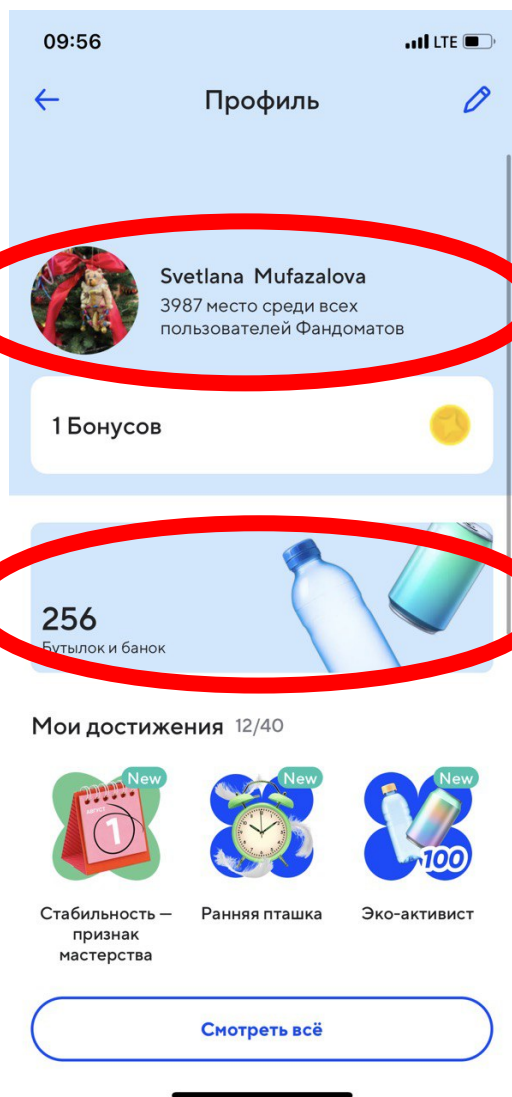 09:56
LTE
Профиль
Svetlana Mufazalova
3987 место среди всех
пользователей Фандоматов
1 Бонусов
256
Бутылок и банок
Мои достижения 12/40
New
New
New
АВГУСТ
1
100
Стабильность —
признак
мастерства
Ранняя пташка
Эко-активист
Смотреть всё